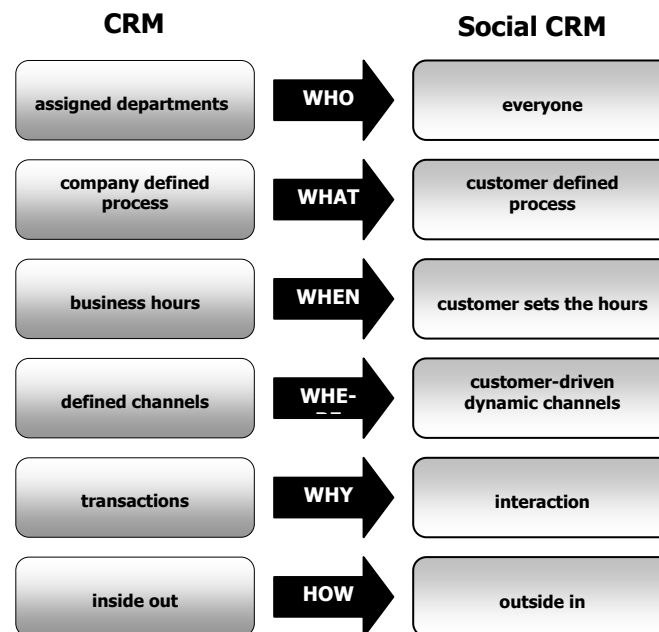 CRM
Social CRM
assigned departments
WHO
everyone
company defined
process
WHAT
customer defined
process
business hours
WHEN
customer sets the hours
defined channels
WHE-
customer-driven
dynamic channels
transactions
WHY
interaction
inside out
HOW
outside in